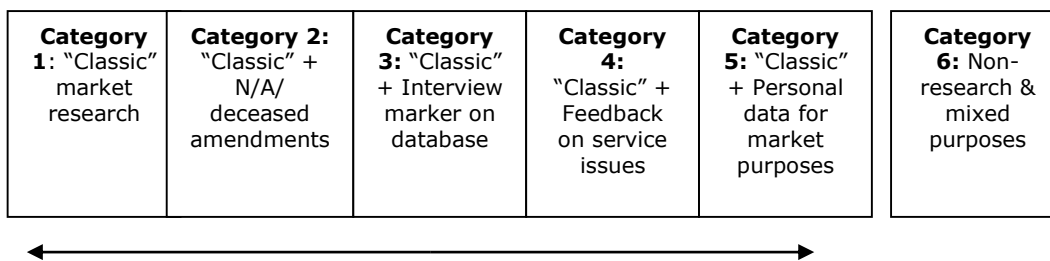 Category
1: “Classic”
market
research
Category 2:
“Classic” +
N/A/
deceased
amendments
Category
3: “Classic”
+ Interview
marker on
database
Category
4:
“Classic” +
Feedback
on service
issues
Category
5: “Classic”
+ Personal
data for
market
purposes
Category
6: Non-
research &
mixed
purposes